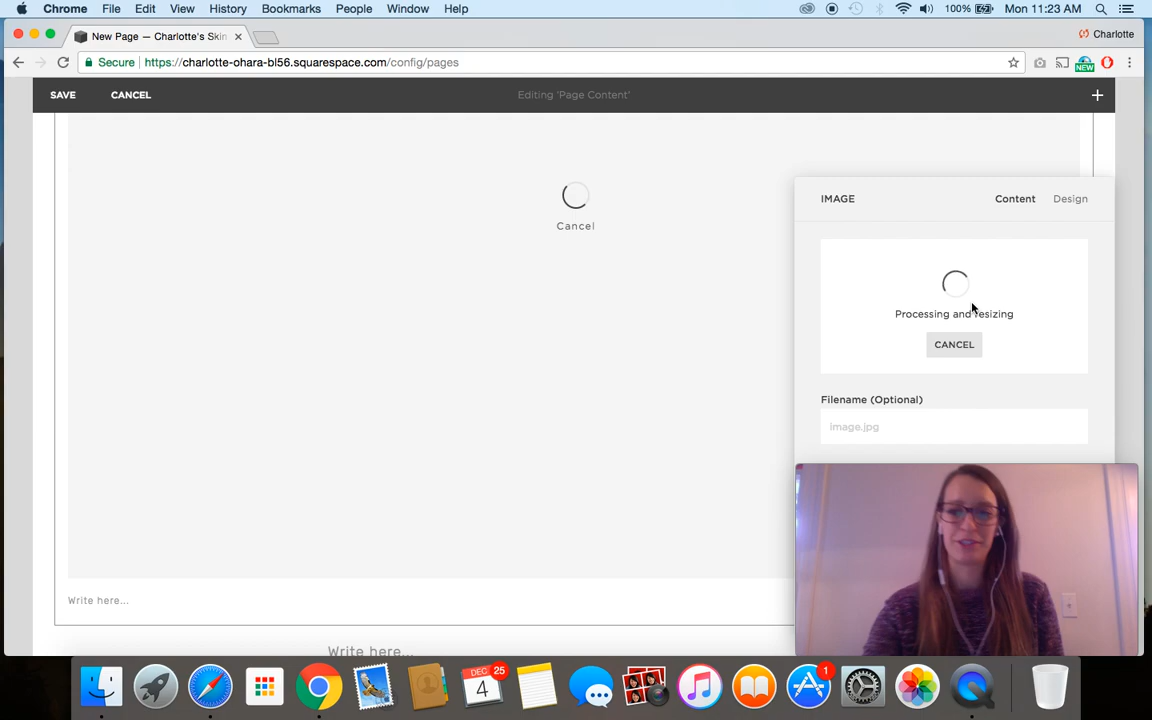 Chrome File Edit View History Bookmarks People Window Help 100% Mon 11:23 AM
New Page — Charlotte's Skin Charlotte
Secure https://charlotte-ohara-bl56.squarespace.com/config/pages NEW
SAVE CANCEL Editing 'Page Content' +
IMAGE Content Design
Cancel
Processing and resizing
CANCEL
Filename (Optional)
image.jpg
Write here...
Write here...
DEC 25
4 1